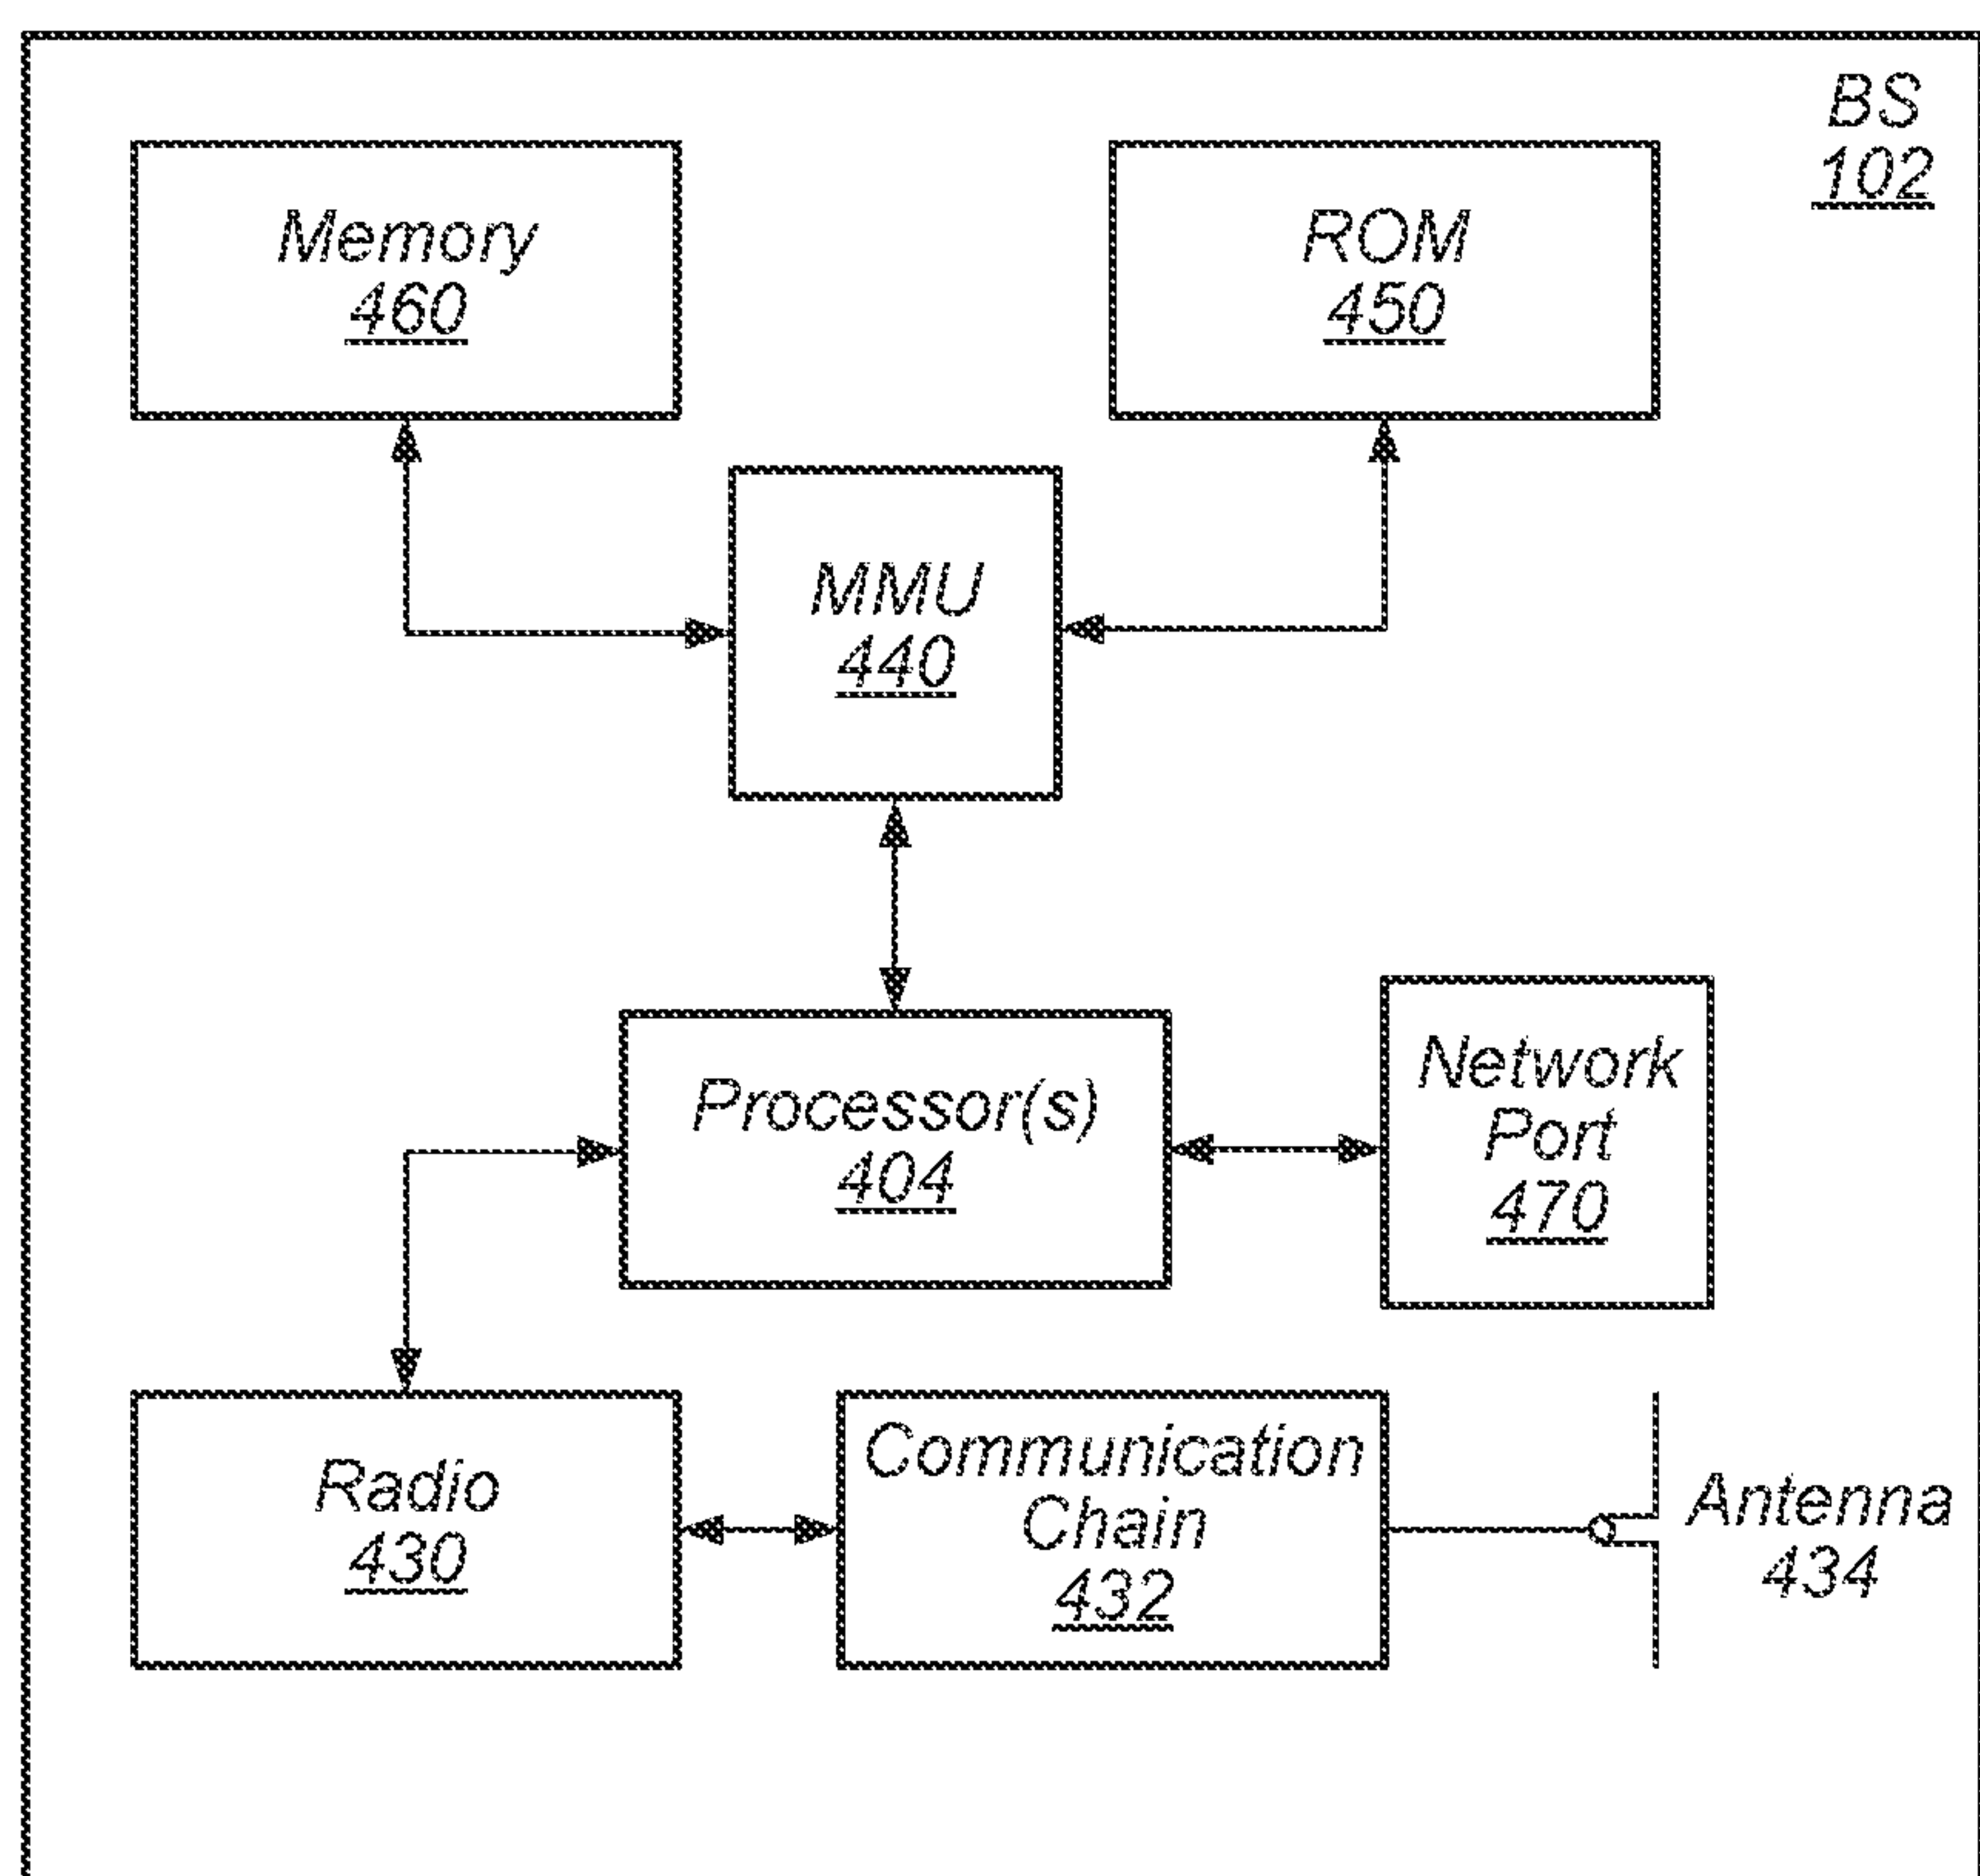 BS
102
Memory
460
ROM
450
MMU
440
Processor(s)
404
Network
Port
470
Radio
430
Communication
Chain
432
Antenna
434